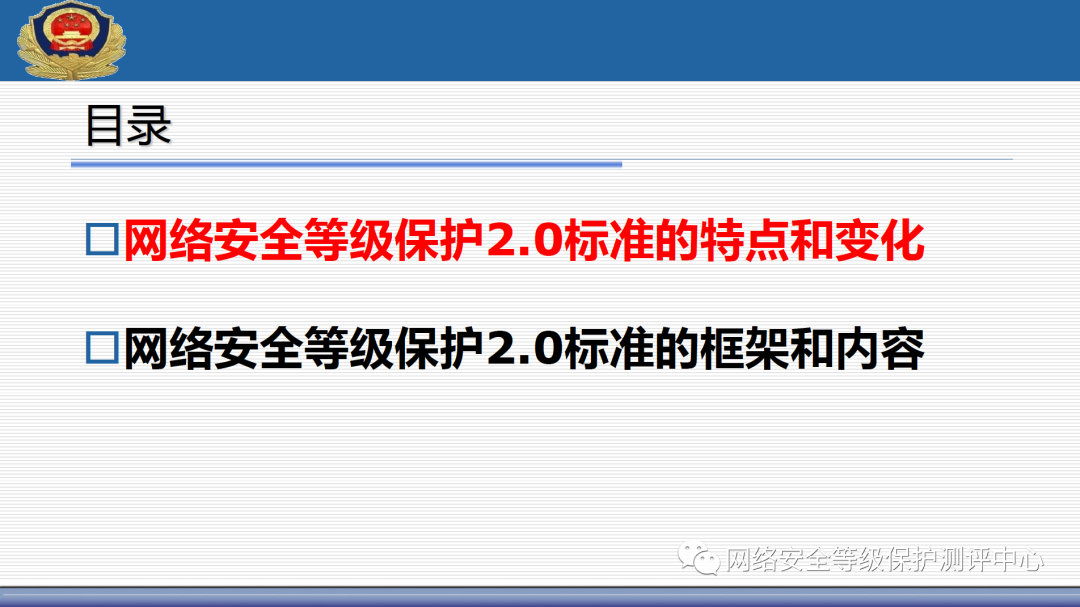 目录
网络安全等级保护2.0标准的特点和变化
网络安全等级保护2.0标准的框架和内容
网络安全等级保护测评中心